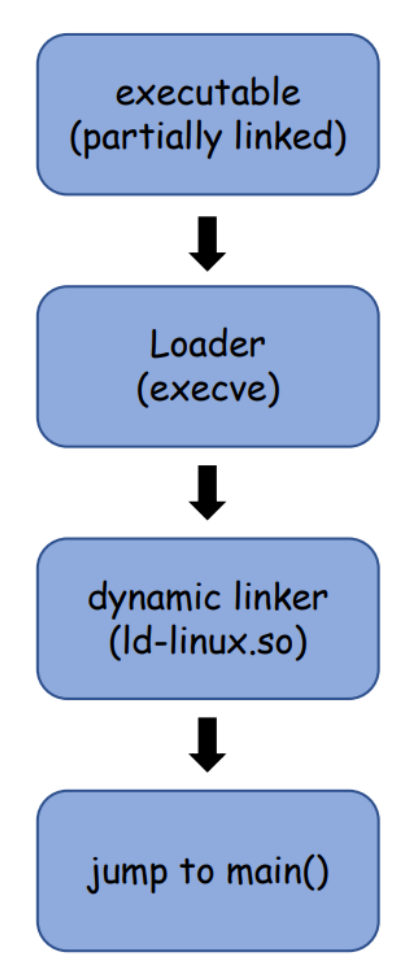 executable
(partially linked)
Loader
(execve)
dynamic linker
(ld-linux.so)
jump to main()